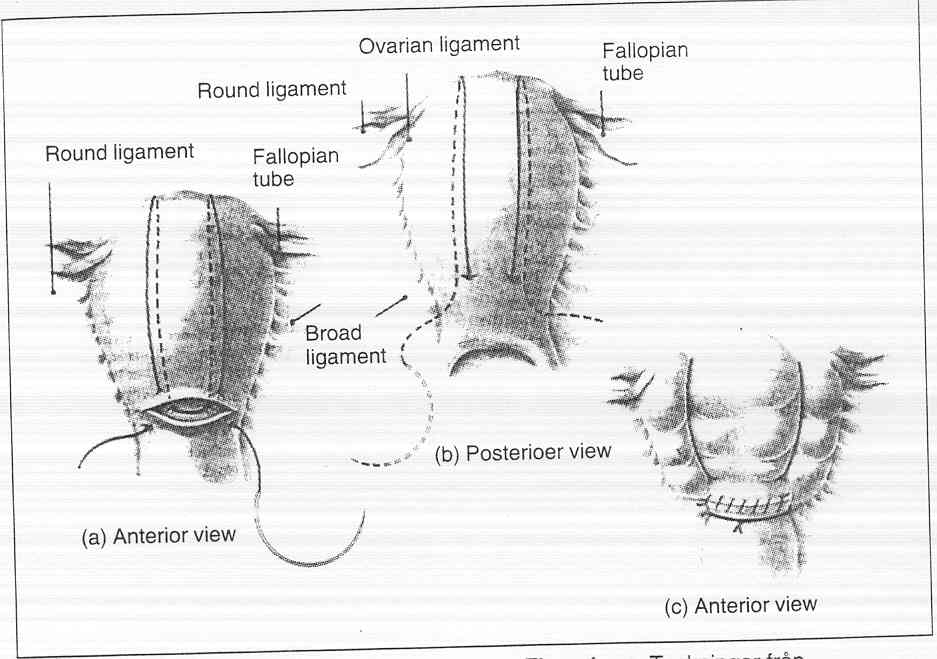 Ovarian ligament
Fallopian
tube
Round ligament
Round ligament
Fallopian
tube
Broad
ligament
(b) Posterioer view
(a) Anterior view
(c) Anterior view